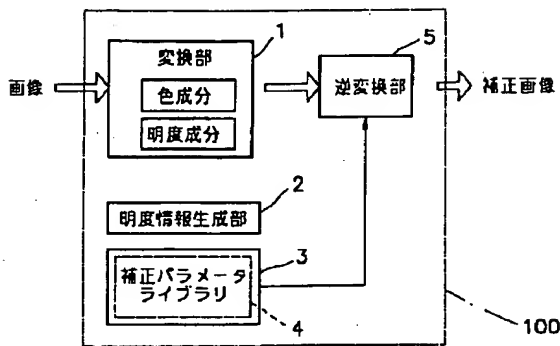 1
変換部
5
画像
色成分
逆変換部
補正画像
明度成分
2
明度情報生成部
3
補正パラメータ
ライブラリ
4
100